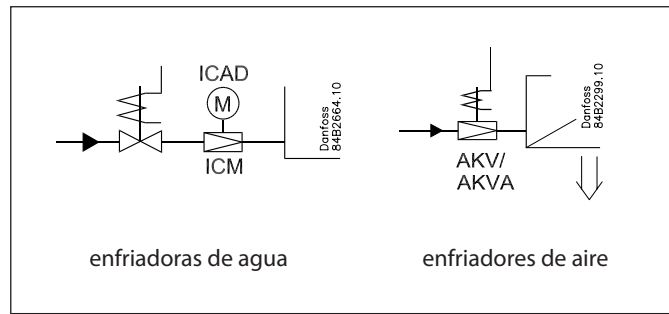 ICAD
M
ICM
Danfoss
84B2664.10
enfriadoras de agua
AKV/
AKVA
Danfoss
84B2299.10
enfriadores de aire